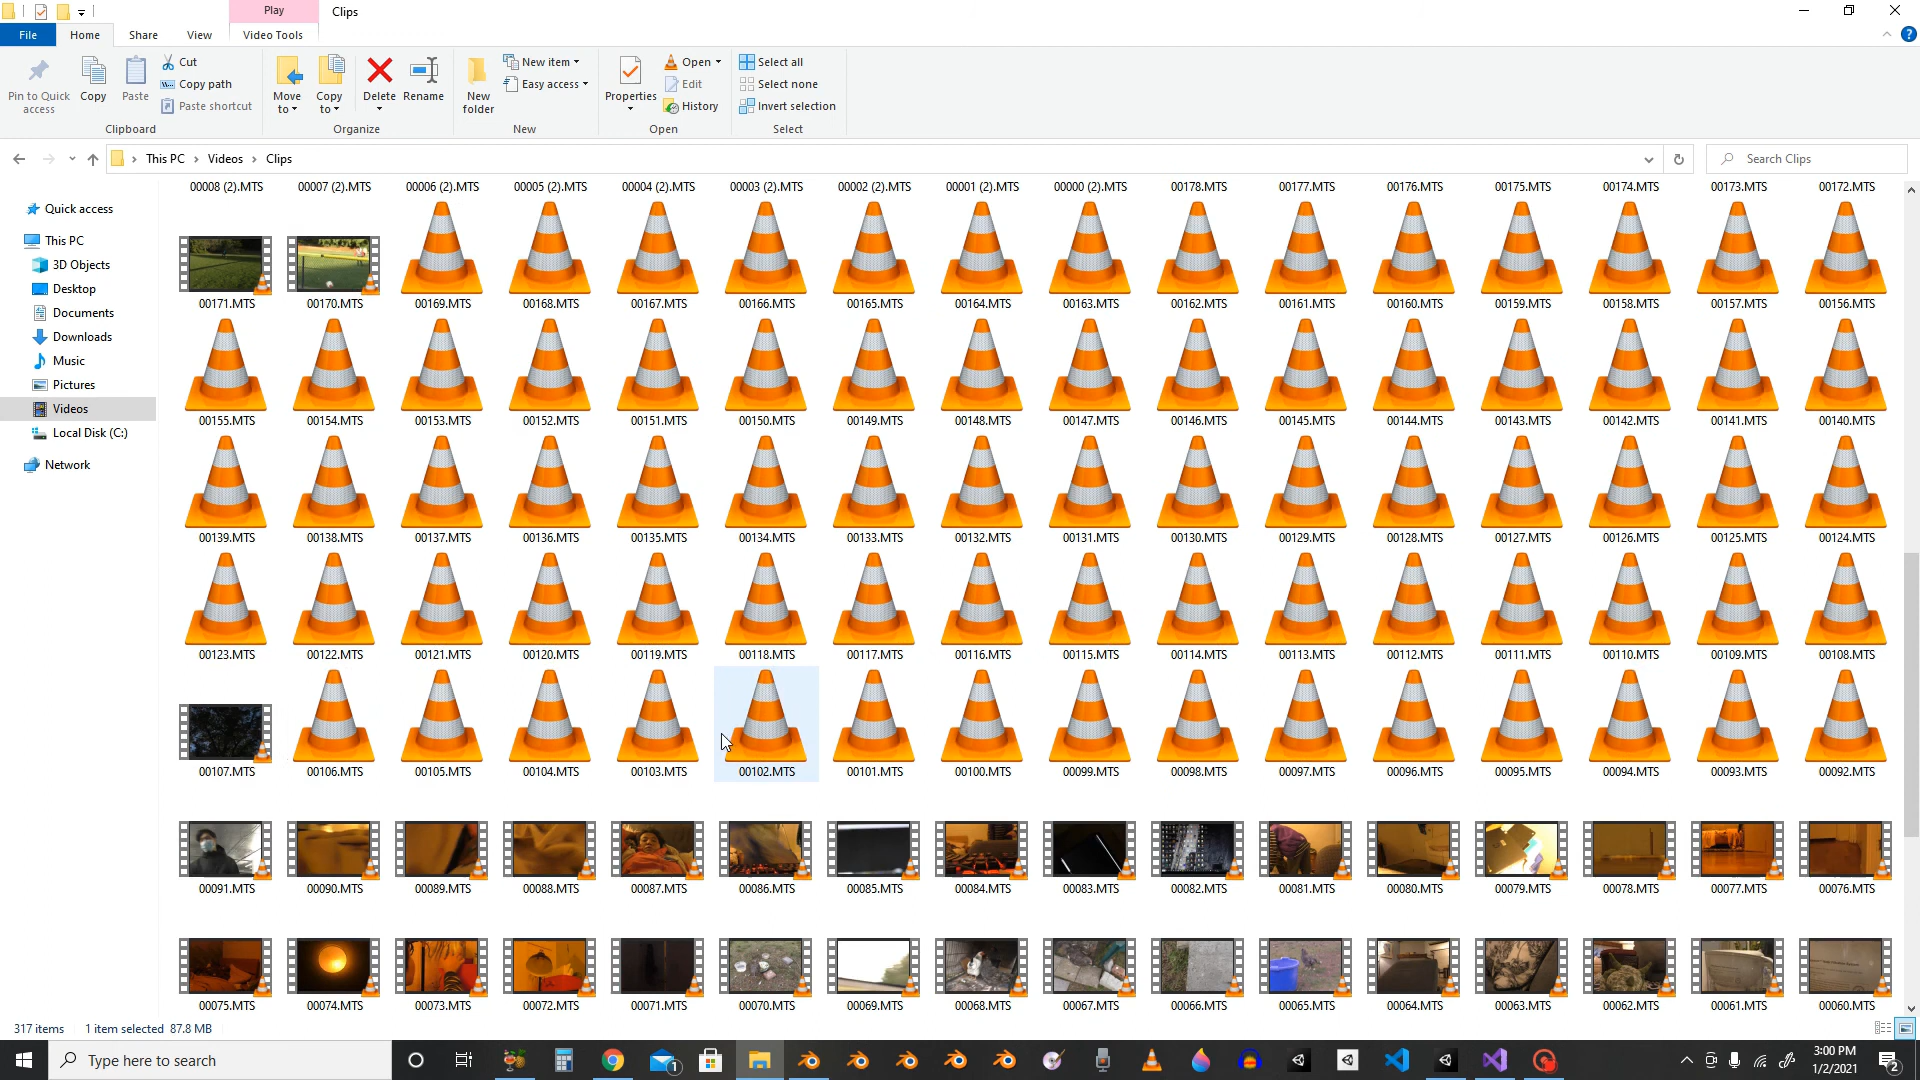 Play
Clips
File
Home
Share
View
Video Tools
Pin to Quick access
Copy
Paste
Cut
Copy path
Paste shortcut
Clipboard
Move to
Copy to
Delete
Rename
Organize
New folder
New item
Easy access
New
Properties
Open
Edit
History
Open
Select all
Select none
Invert selection
Select
This PC > Videos > Clips
Search Clips
Quick access
This PC
3D Objects
Desktop
Documents
Downloads
Music
Pictures
Videos
Local Disk (C:)
Network
00008 (2).MTS 00007 (2).MTS 00006 (2).MTS 00005 (2).MTS 00004 (2).MTS 00003 (2).MTS 00002 (2).MTS 00001 (2).MTS 00000 (2).MTS 00178.MTS 00177.MTS 00176.MTS 00175.MTS 00174.MTS 00173.MTS 00172.MTS
00171.MTS 00170.MTS 00169.MTS 00168.MTS 00167.MTS 00166.MTS 00165.MTS 00164.MTS 00163.MTS 00162.MTS 00161.MTS 00160.MTS 00159.MTS 00158.MTS 00157.MTS 00156.MTS
00155.MTS 00154.MTS 00153.MTS 00152.MTS 00151.MTS 00150.MTS 00149.MTS 00148.MTS 00147.MTS 00146.MTS 00145.MTS 00144.MTS 00143.MTS 00142.MTS 00141.MTS 00140.MTS
00139.MTS 00138.MTS 00137.MTS 00136.MTS 00135.MTS 00134.MTS 00133.MTS 00132.MTS 00131.MTS 00130.MTS 00129.MTS 00128.MTS 00127.MTS 00126.MTS 00125.MTS 00124.MTS
00123.MTS 00122.MTS 00121.MTS 00120.MTS 00119.MTS 00118.MTS 00117.MTS 00116.MTS 00115.MTS 00114.MTS 00113.MTS 00112.MTS 00111.MTS 00110.MTS 00109.MTS 00108.MTS
00107.MTS 00106.MTS 00105.MTS 00104.MTS 00103.MTS 00102.MTS 00101.MTS 00100.MTS 00099.MTS 00098.MTS 00097.MTS 00096.MTS 00095.MTS 00094.MTS 00093.MTS 00092.MTS
00091.MTS 00090.MTS 00089.MTS 00088.MTS 00087.MTS 00086.MTS 00085.MTS 00084.MTS 00083.MTS 00082.MTS 00081.MTS 00080.MTS 00079.MTS 00078.MTS 00077.MTS 00076.MTS
00075.MTS 00074.MTS 00073.MTS 00072.MTS 00071.MTS 00070.MTS 00069.MTS 00068.MTS 00067.MTS 00066.MTS 00065.MTS 00064.MTS 00063.MTS 00062.MTS 00061.MTS 00060.MTS
317 items 1 item selected 87.8 MB
Type here to search
1
3:00 PM
1/2/2021
2